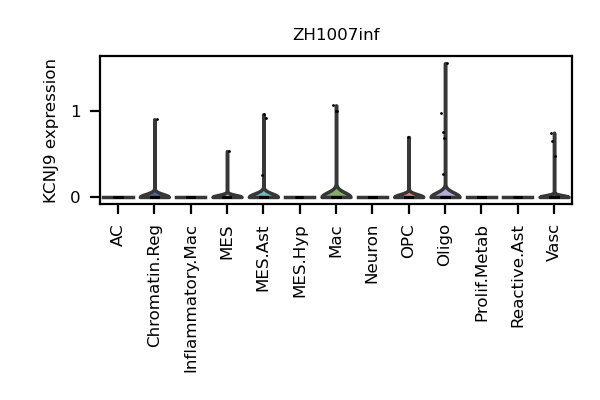 ZH1007inf
KCNJ9 expression
1
0
AC
Chromatin.Reg
Inflammatory.Mac
MES
MES.Ast
MES.Hyp
Mac
Neuron
OPC
Oligo
Prolif.Metab
Reactive.Ast
Vasc